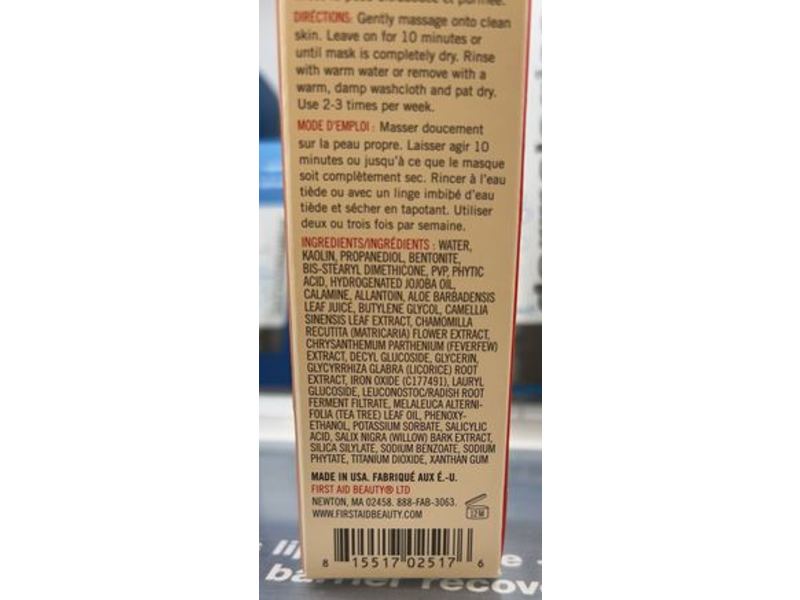 DIRECTIONS: Gently massage onto clean
skin. Leave on for 10 minutes or
until mask is completely dry. Rinse
with warm water or remove with a
warm, damp washcloth and pat dry.
Use 2-3 times per week.
MODE D'EMPLOI : Masser doucement
sur la peau propre. Laisser agir 10
minutes ou jusqu'à ce que le masque
soit complètement sec. Rincer à l'eau
tiède ou avec un linge imbibé d'eau
tiède et sécher en tapotant. Utiliser
deux ou trois fois par semaine.
INGREDIENTS/INGRÉDIENTS : WATER,
KAOLIN, PROPANEDIOL, BENTONITE,
BIS-STEARYL DIMETHICONE, PVP, PHYTIC
ACID, HYDROGENATED JOJOBA OIL,
CALAMINE, ALLANTOIN, ALOE BARBADENSIS
LEAF JUICE, BUTYLENE GLYCOL, CAMELLIA
SINENSIS LEAF EXTRACT, CHAMOMILLA
RECUTITA (MATRICARIA) FLOWER EXTRACT,
CHRYSANTHEMUM PARTHENIUM (FEVERFEW)
EXTRACT, DECYL GLUCOSIDE, GLYCERIN,
GLYCYRRHIZA GLABRA (LICORICE) ROOT
EXTRACT, IRON OXIDE (C177491), LAURYL
GLUCOSIDE, LEUCONOSTOC/RADISH ROOT
FERMENT FILTRATE, MELALEUCA ALTERNI-
FOLIA (TEA TREE) LEAF OIL, PHENOXY-
ETHANOL, POTASSIUM SORBATE, SALICYLIC
ACID, SALIX NIGRA (WILLOW) BARK EXTRACT,
SILICA SILYLATE, SODIUM BENZOATE, SODIUM
PHYTATE, TITANIUM DIOXIDE, XANTHAN GUM
MADE IN USA. FABRIQUÉ AUX É.-U.
FIRST AID BEAUTY® LTD
NEWTON, MA 02458. 888-FAB-3063.
WWW.FIRSTAIDBEAUTY.COM
12M
8 15517 02517 6
barrier recov